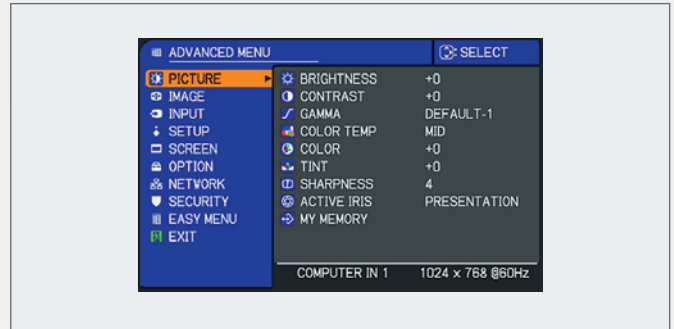 ADVANCED MENU : SELECT
PICTURE BRIGHTNESS +0
IMAGE CONTRAST +0
INPUT GAMMA DEFAULT-1
SETUP COLOR TEMP MID
SCREEN COLOR +0
OPTION TINT +0
NETWORK SHARPNESS 4
SECURITY ACTIVE IRIS PRESENTATION
EASY MENU MY MEMORY
EXIT
COMPUTER IN 1 1024 x 768 @60Hz